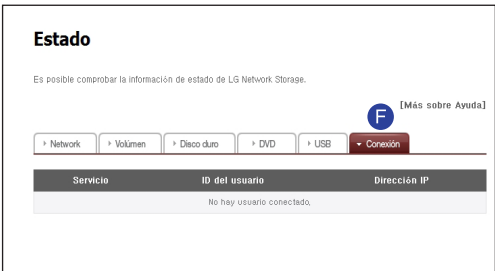 Estado
Es posible comprobar la información de estado de LG Network Storage.
[Más sobre Ayuda]
F
Network Volúmen Disco duro DVD USB Conexión
Servicio ID del usuario Dirección IP
No hay usuario conectado,